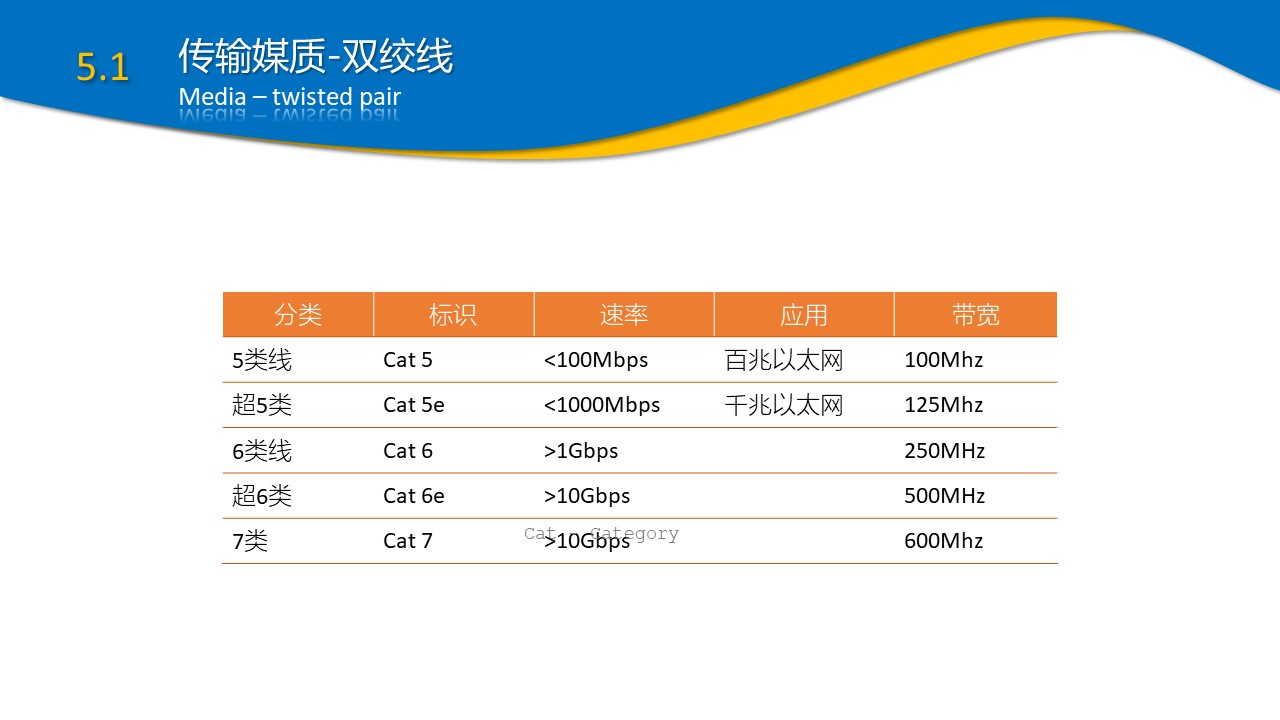 5.1
传输媒质-双绞线
Media – twisted pair
分类 标识 速率 应用 带宽
5类线 Cat 5 <100Mbps 百兆以太网 100Mhz
超5类 Cat 5e <1000Mbps 千兆以太网 125Mhz
6类线 Cat 6 >1Gbps 250MHz
超6类 Cat 6e >10Gbps 500MHz
7类 Cat 7 >10Gbps 600Mhz
Cat Category